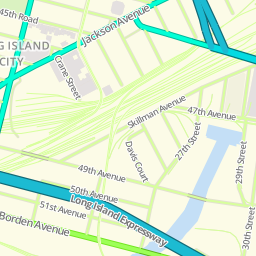 45th Road
Jackson Avenue
G ISLAND
CITY
Crane Street
Skillman Avenue
47th Avenue
27th Street
Davis Court
49th Avenue
29th Street
50th Avenue
Long Island Expressway
51st Avenue
Borden Avenue
30th Street